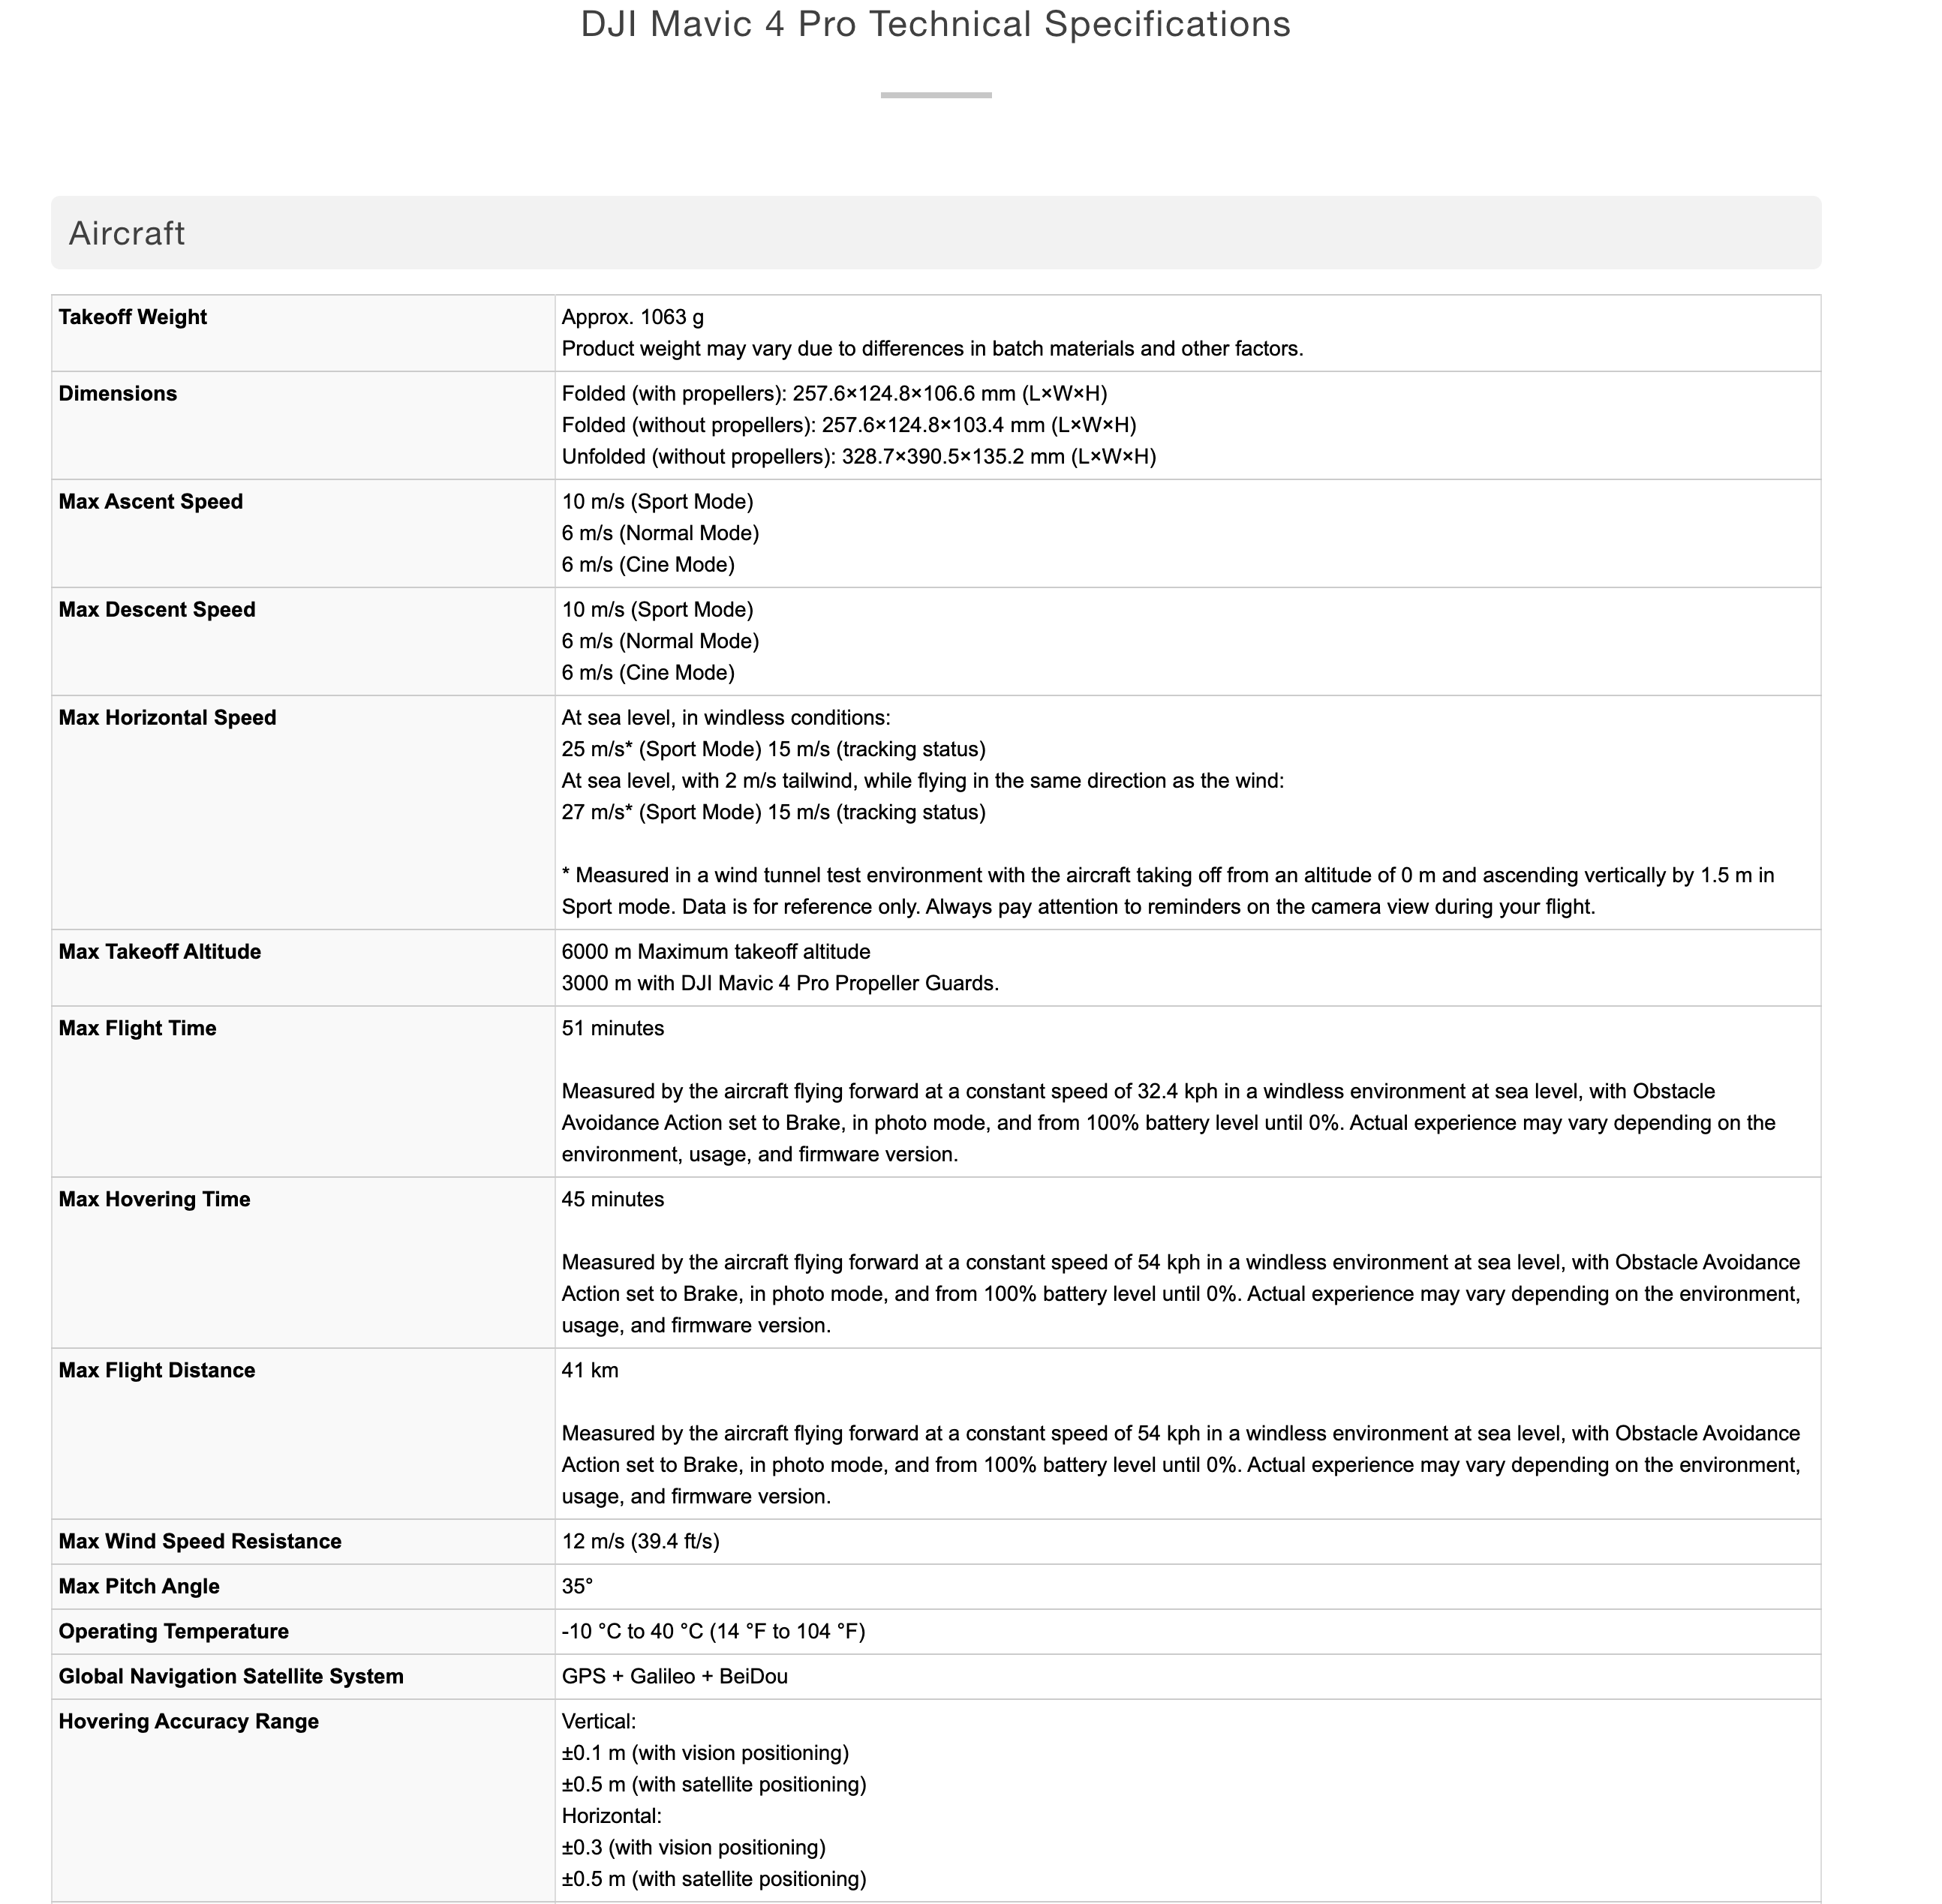 DJI Mavic 4 Pro Technical Specifications
Aircraft
Takeoff Weight
Approx. 1063 g
Product weight may vary due to differences in batch materials and other factors.
Dimensions
Folded (with propellers): 257.6×124.8×106.6 mm (L×W×H)
Folded (without propellers): 257.6×124.8×103.4 mm (L×W×H)
Unfolded (without propellers): 328.7×390.5×135.2 mm (L×W×H)
Max Ascent Speed
10 m/s (Sport Mode)
6 m/s (Normal Mode)
6 m/s (Cine Mode)
Max Descent Speed
10 m/s (Sport Mode)
6 m/s (Normal Mode)
6 m/s (Cine Mode)
Max Horizontal Speed
At sea level, in windless conditions:
25 m/s* (Sport Mode) 15 m/s (tracking status)
At sea level, with 2 m/s tailwind, while flying in the same direction as the wind:
27 m/s* (Sport Mode) 15 m/s (tracking status)
* Measured in a wind tunnel test environment with the aircraft taking off from an altitude of 0 m and ascending vertically by 1.5 m in
Sport mode. Data is for reference only. Always pay attention to reminders on the camera view during your flight.
Max Takeoff Altitude
6000 m Maximum takeoff altitude
3000 m with DJI Mavic 4 Pro Propeller Guards.
Max Flight Time
51 minutes
Measured by the aircraft flying forward at a constant speed of 32.4 kph in a windless environment at sea level, with Obstacle
Avoidance Action set to Brake, in photo mode, and from 100% battery level until 0%. Actual experience may vary depending on the
environment, usage, and firmware version.
Max Hovering Time
45 minutes
Measured by the aircraft flying forward at a constant speed of 54 kph in a windless environment at sea level, with Obstacle Avoidance
Action set to Brake, in photo mode, and from 100% battery level until 0%. Actual experience may vary depending on the environment,
usage, and firmware version.
Max Flight Distance
41 km
Measured by the aircraft flying forward at a constant speed of 54 kph in a windless environment at sea level, with Obstacle Avoidance
Action set to Brake, in photo mode, and from 100% battery level until 0%. Actual experience may vary depending on the environment,
usage, and firmware version.
Max Wind Speed Resistance
12 m/s (39.4 ft/s)
Max Pitch Angle
35°
Operating Temperature
-10 °C to 40 °C (14 °F to 104 °F)
Global Navigation Satellite System
GPS + Galileo + BeiDou
Hovering Accuracy Range
Vertical:
±0.1 m (with vision positioning)
±0.5 m (with satellite positioning)
Horizontal:
±0.3 (with vision positioning)
±0.5 m (with satellite positioning)